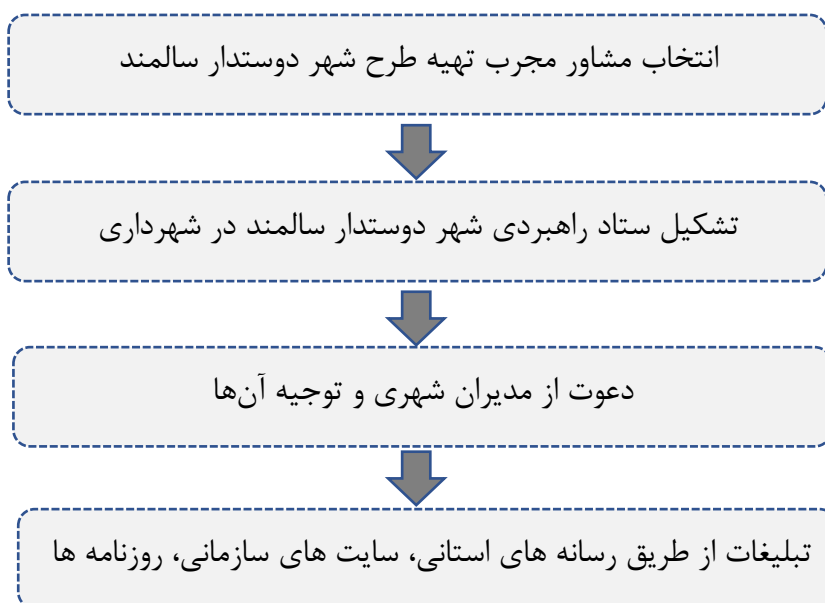 انتخاب مشاور مجرب تهیه طرح شهر دوستدار سالمند
تشکیل ستاد راهبردی شهر دوستدار سالمند در شهرداری
دعوت از مدیران شهری و توجیه آن‌ها
تبلیغات از طریق رسانه های استانی، سایت های سازمانی، روزنامه ها